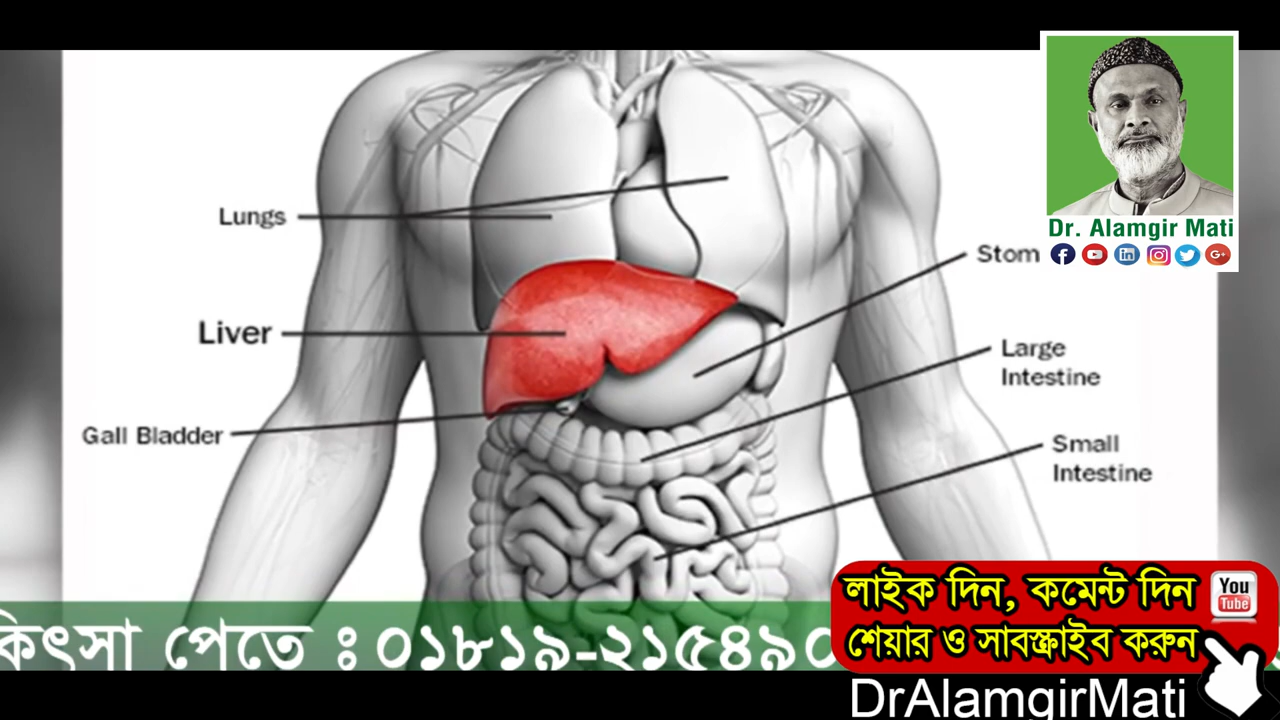 Lungs
Liver
Gall Bladder
Stom
Large
Intestine
Small
Intestine
Dr. Alamgir Mati
লাইক দিন, কমেন্ট দিন
শেয়ার ও সাবস্ক্রাইব করুন
You
Tube
কিৎসা পেতে ঃ ০১৮১৯-২১৫৪৯০
DrAlamgirMati